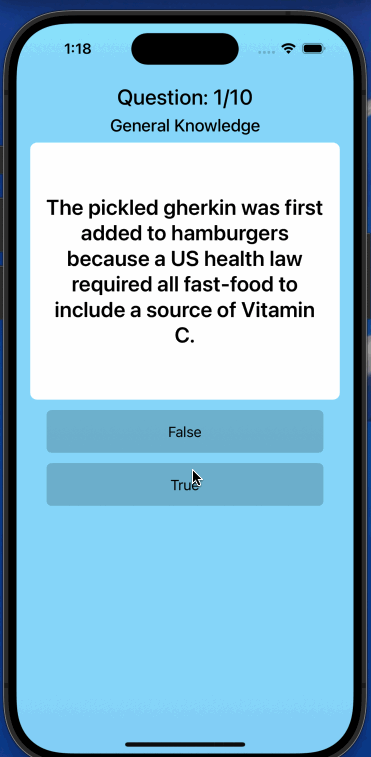 1:18
Question: 1/10
General Knowledge
The pickled gherkin was first
added to hamburgers
because a US health law
required all fast-food to
include a source of Vitamin
C.
False
True